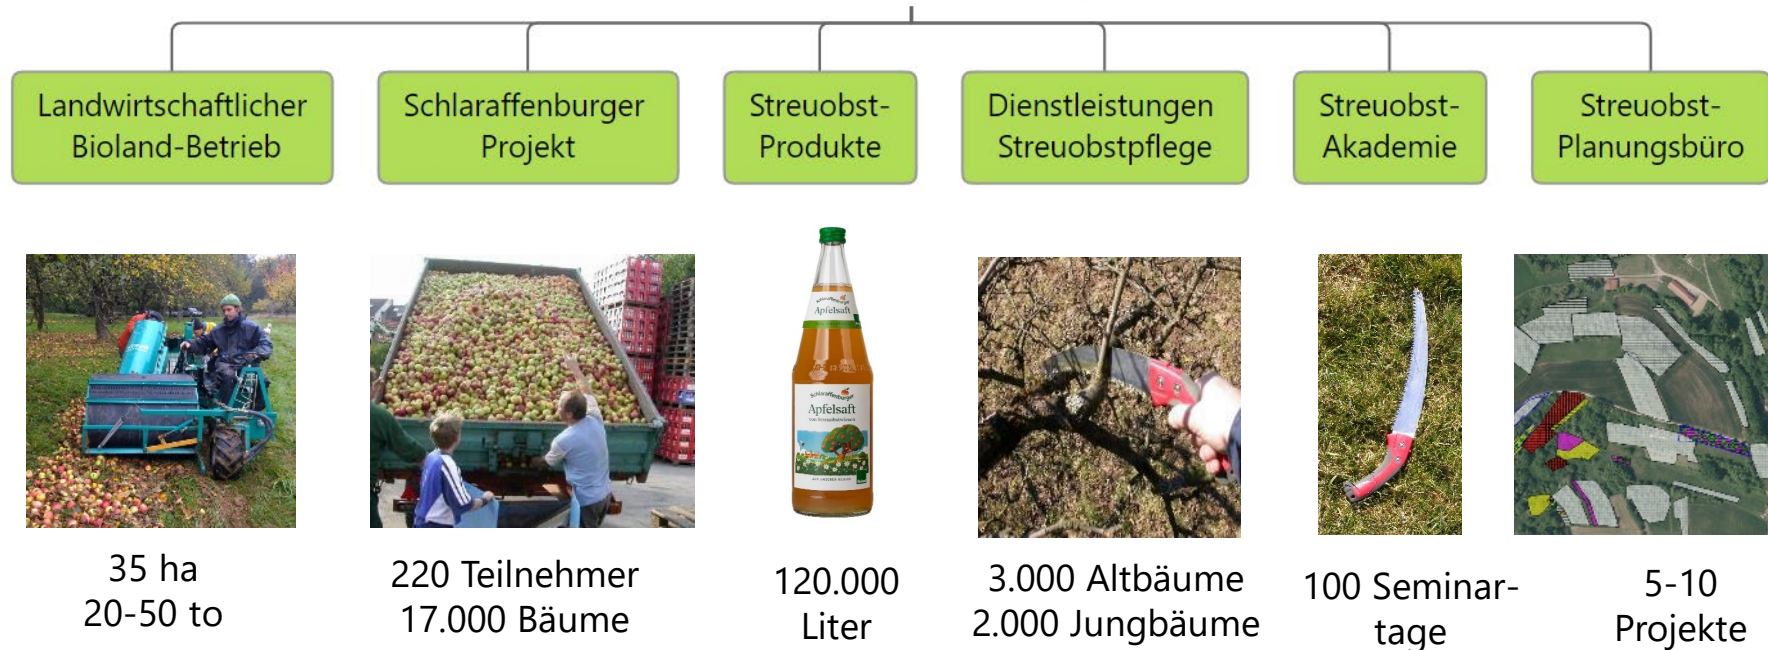 Landwirtschaftlicher
Bioland-Betrieb
Schlaraffenburger
Projekt
Streuobst-
Produkte
Dienstleistungen
Streuobstpflege
Streuobst-
Akademie
Streuobst-
Planungsbüro
Schlaraffenburger
Apfelsaft
Schlaraffenburger
Apfelsaft
35 ha
20-50 to
220 Teilnehmer
17.000 Bäume
120.000
Liter
3.000 Altbäume
2.000 Jungbäume
100 Seminar-
tage
5-10
Projekte